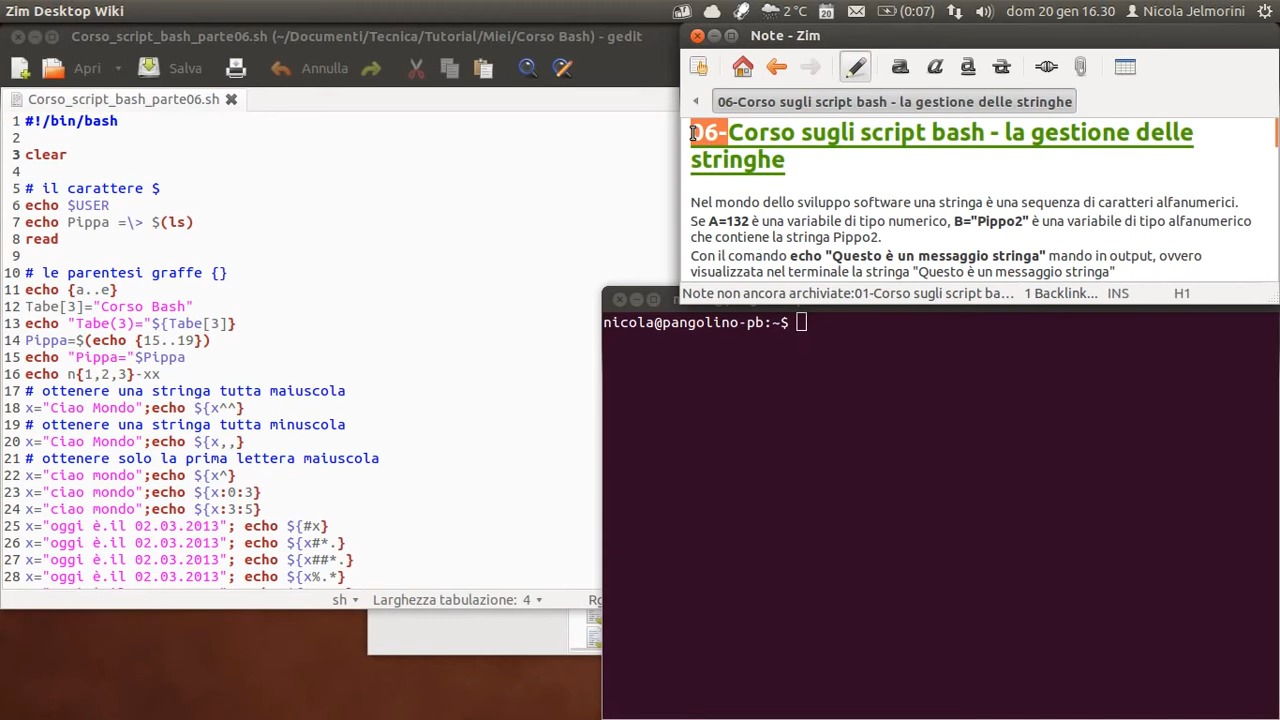 Zim Desktop Wiki
2 °C
20
(0:07)
dom 20 gen 16.30
Nicola Jelmorini
Corso_script_bash_parte06.sh (~/Documenti/Tecnica/Tutorial/Miei/Corso Bash) - gedit
Apri
Salva
Annulla
Corso_script_bash_parte06.sh
1 #!/bin/bash
2
3 clear
4
5 # il carattere $
6 echo $USER
7 echo Pippa =\> $(ls)
8 read
9
10 # le parentesi graffe {}
11 echo {a..e}
12 Tabe[3]="Corso Bash"
13 echo "Tabe(3)="${Tabe[3]}
14 Pippa=$(echo {15..19})
15 echo "Pippa="$Pippa
16 echo n{1,2,3}-xx
17 # ottenere una stringa tutta maiuscola
18 x="Ciao Mondo";echo ${x^^}
19 # ottenere una stringa tutta minuscola
20 x="Ciao Mondo";echo ${x,,}
21 # ottenere solo la prima lettera maiuscola
22 x="ciao mondo";echo ${x^}
23 x="ciao mondo";echo ${x:0:3}
24 x="ciao mondo";echo ${x:3:5}
25 x="oggi è.il 02.03.2013"; echo ${#x}
26 x="oggi è.il 02.03.2013"; echo ${x#*.}
27 x="oggi è.il 02.03.2013"; echo ${x##*.}
28 x="oggi è.il 02.03.2013"; echo ${x%.*}
sh
Larghezza tabulazione: 4
Note - Zim
06-Corso sugli script bash - la gestione delle stringhe
06-Corso sugli script bash - la gestione delle
stringhe
Nel mondo dello sviluppo software una stringa è una sequenza di caratteri alfanumerici.
Se A=132 è una variabile di tipo numerico, B="Pippo2" è una variabile di tipo alfanumerico
che contiene la stringa Pippo2.
Con il comando echo "Questo è un messaggio stringa" mando in output, ovvero
visualizzata nel terminale la stringa "Questo è un messaggio stringa"
Note non ancora archiviate:01-Corso sugli script ba...
1 Backlink...
INS
H1
nicola@pangolino-pb:~$